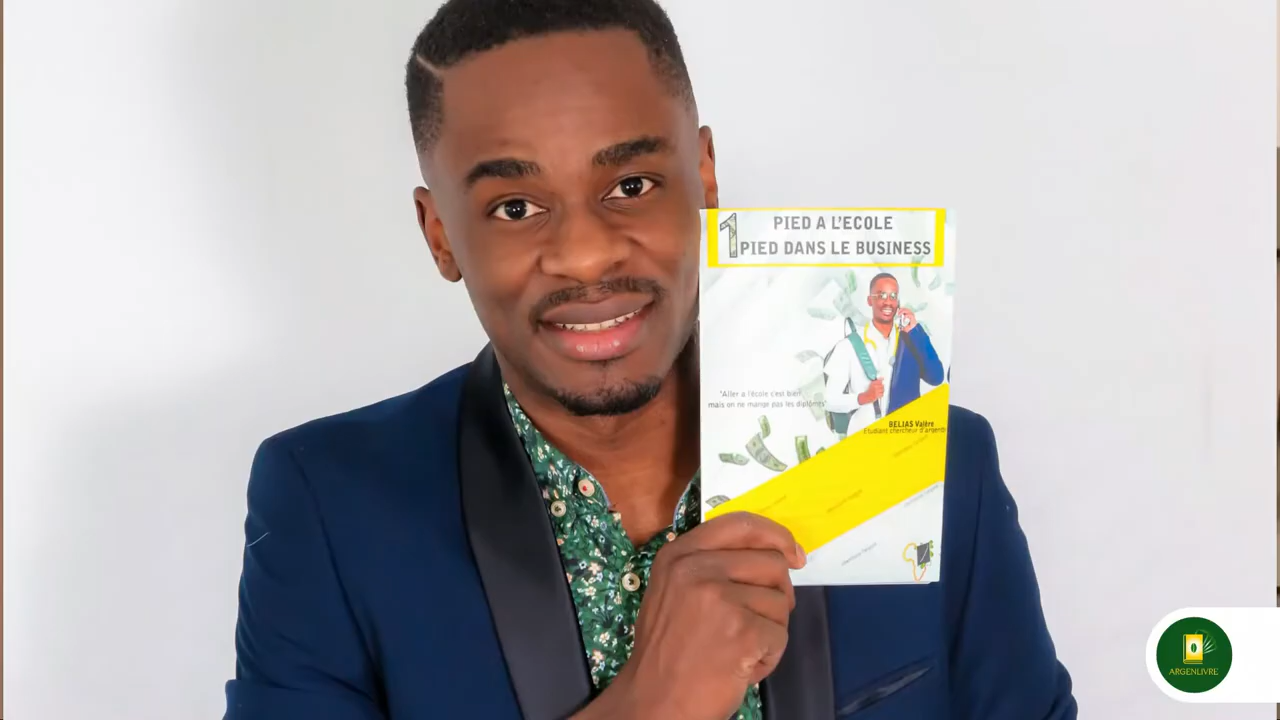 1 PIED A L'ECOLE
PIED DANS LE BUSINESS
"Aller a l'école c'est bien
mais on ne mange pas les diplômes"
BELIAS Valère
Etudiant chercheur d'argent
ARGENLIVRE